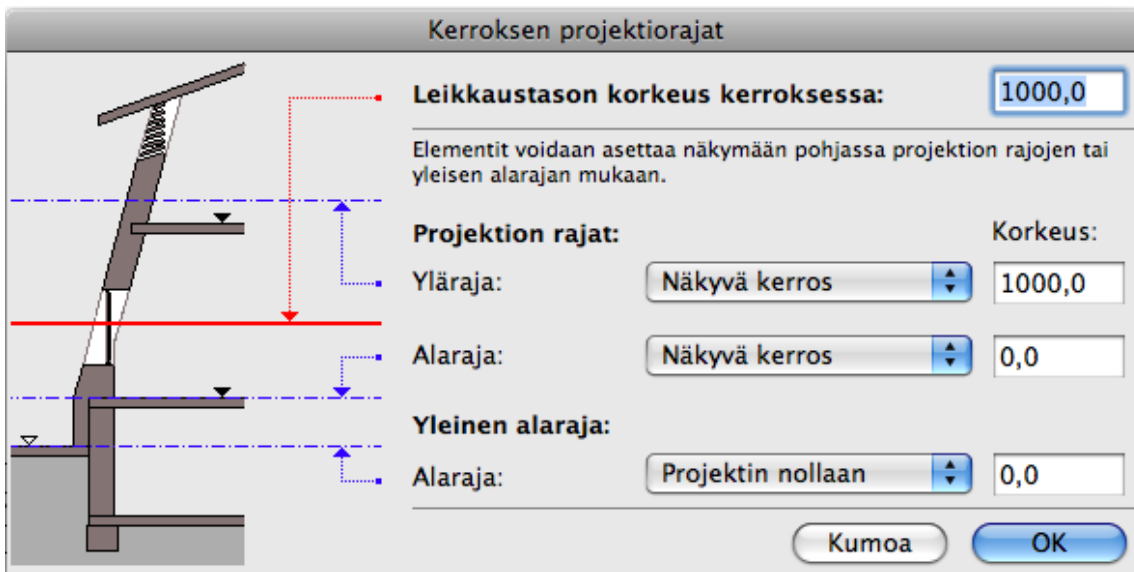 Kerroksen projektiorajat
Leikkaustason korkeus kerroksessa: 1000,0
Elementit voidaan asettaa näkymään pohjassa projektion rajojen tai
yleisen alarajan mukaan.
Projektion rajat: Korkeus:
Yläraja: Näkyvä kerros 1000,0
Alaraja: Näkyvä kerros 0,0
Yleinen alaraja:
Alaraja: Projektin nollaan 0,0
Kumoa OK